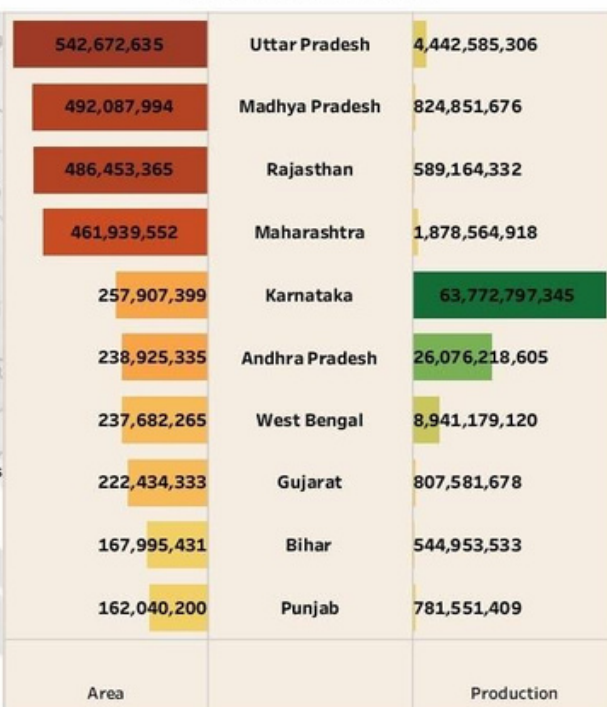 542,672,635 Uttar Pradesh 4,442,585,306
492,087,994 Madhya Pradesh 824,851,676
486,453,365 Rajasthan 589,164,332
461,939,552 Maharashtra 1,878,564,918
257,907,399 Karnataka 63,772,797,345
238,925,335 Andhra Pradesh 26,076,218,605
237,682,265 West Bengal 8,941,179,120
222,434,333 Gujarat 807,581,678
167,995,431 Bihar 544,953,533
162,040,200 Punjab 781,551,409
Area Production